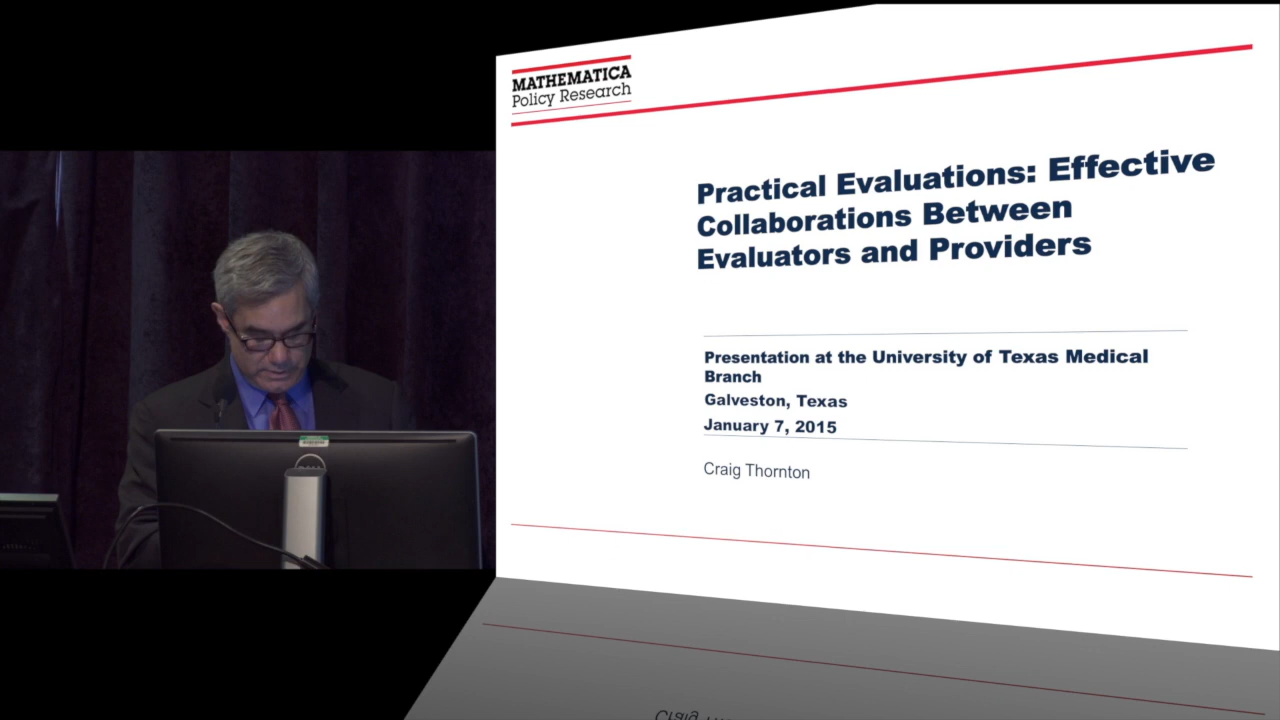 MATHEMATICA
Policy Research
Practical Evaluations: Effective
Collaborations Between
Evaluators and Providers
Presentation at the University of Texas Medical
Branch
Galveston, Texas
January 7, 2015
Craig Thornton